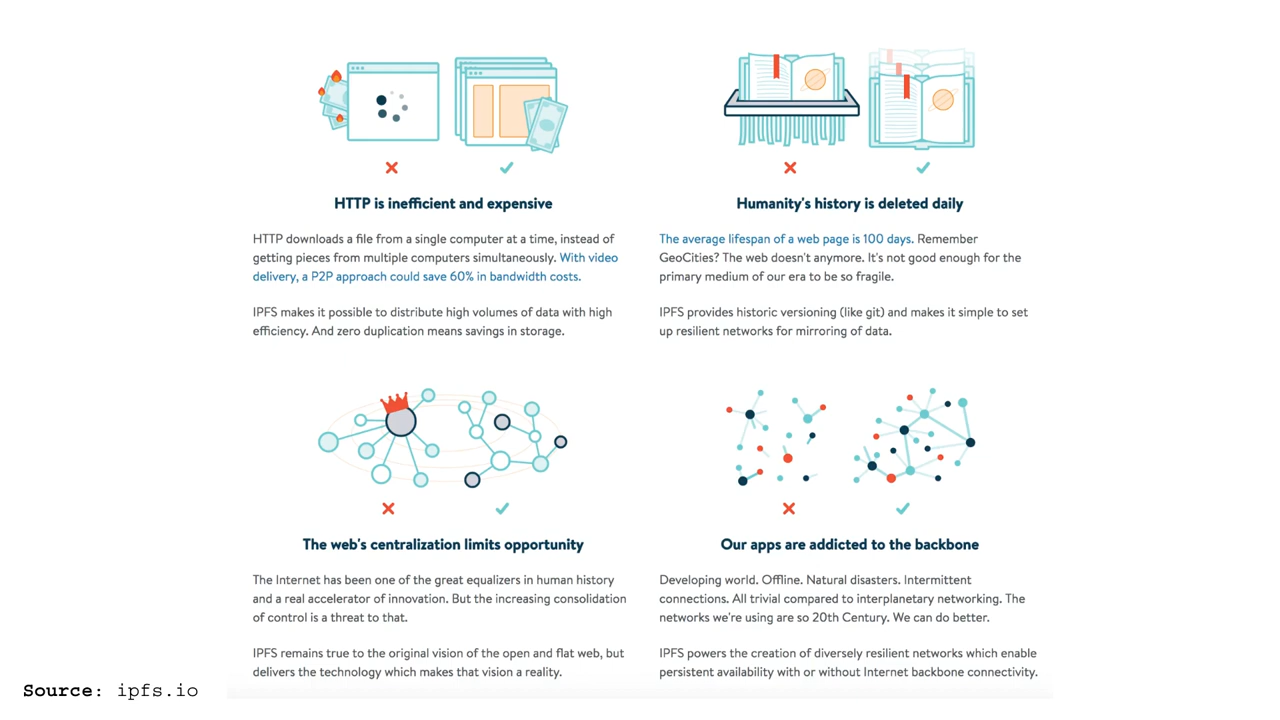 HTTP is inefficient and expensive
HTTP downloads a file from a single computer at a time, instead of
getting pieces from multiple computers simultaneously. With video
delivery, a P2P approach could save 60% in bandwidth costs.
IPFS makes it possible to distribute high volumes of data with high
efficiency. And zero duplication means savings in storage.
Humanity's history is deleted daily
The average lifespan of a web page is 100 days. Remember
GeoCities? The web doesn't anymore. It's not good enough for the
primary medium of our era to be so fragile.
IPFS provides historic versioning (like git) and makes it simple to set
up resilient networks for mirroring of data.
The web's centralization limits opportunity
The Internet has been one of the great equalizers in human history
and a real accelerator of innovation. But the increasing consolidation
of control is a threat to that.
IPFS remains true to the original vision of the open and flat web, but
delivers the technology which makes that vision a reality.
Our apps are addicted to the backbone
Developing world. Offline. Natural disasters. Intermittent
connections. All trivial compared to interplanetary networking. The
networks we're using are so 20th Century. We can do better.
IPFS powers the creation of diversely resilient networks which enable
persistent availability with or without Internet backbone connectivity.
Source: ipfs.io